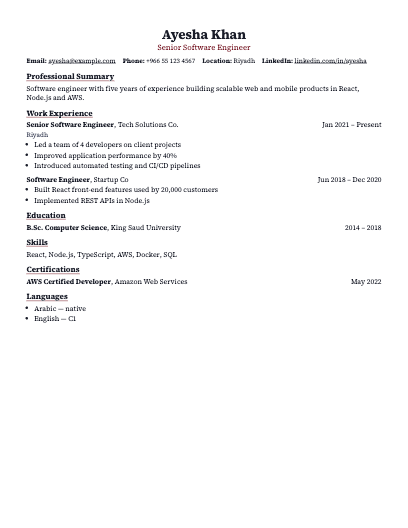 Ayesha Khan
Senior Software Engineer
Email: ayesha@example.com Phone: +966 55 123 4567 Location: Riyadh LinkedIn: linkedin.com/in/ayesha
Professional Summary
Software engineer with five years of experience building scalable web and mobile products in React,
Node.js and AWS.
Work Experience
Senior Software Engineer, Tech Solutions Co. Jan 2021 – Present
Riyadh
• Led a team of 4 developers on client projects
• Improved application performance by 40%
• Introduced automated testing and CI/CD pipelines
Software Engineer, Startup Co Jun 2018 – Dec 2020
• Built React front-end features used by 20,000 customers
• Implemented REST APIs in Node.js
Education
B.Sc. Computer Science, King Saud University 2014 – 2018
Skills
React, Node.js, TypeScript, AWS, Docker, SQL
Certifications
AWS Certified Developer, Amazon Web Services May 2022
Languages
• Arabic — native
• English — C1